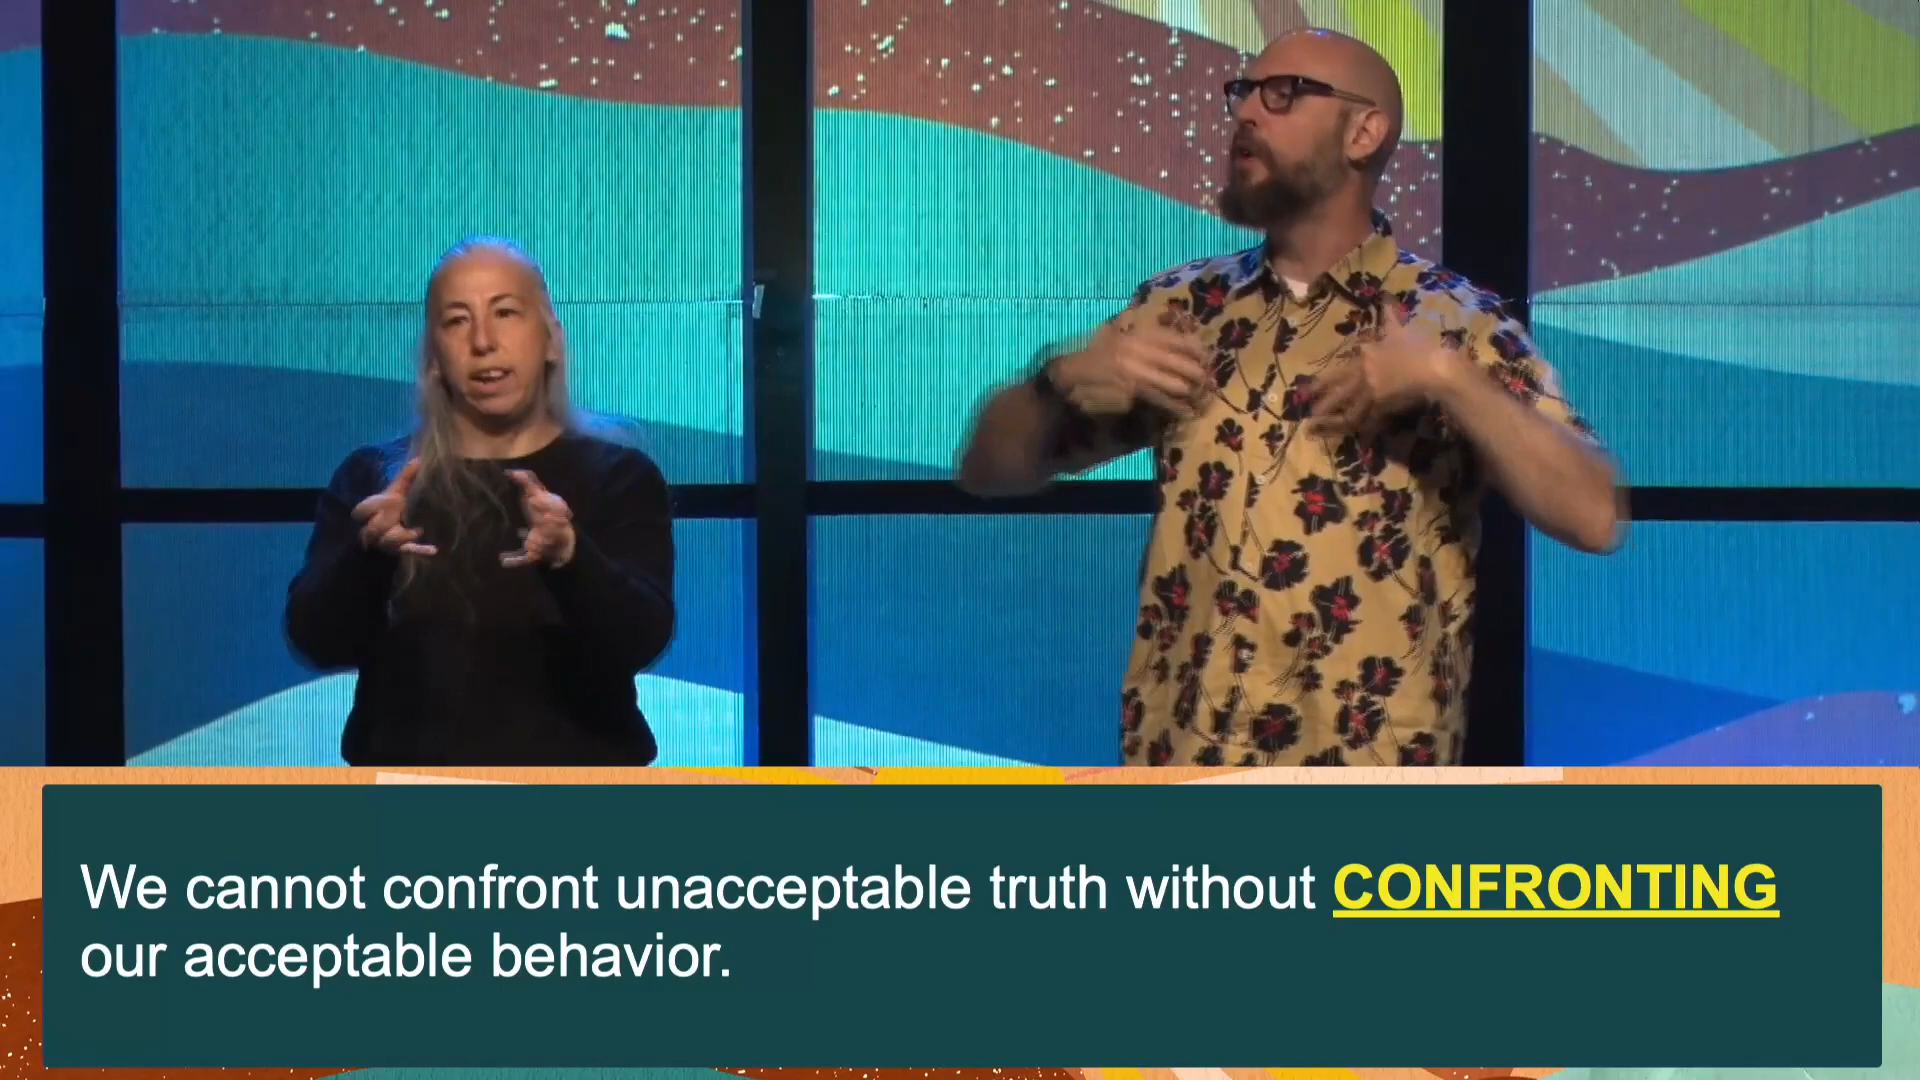 We cannot confront unacceptable truth without CONFRONTING
our acceptable behavior.